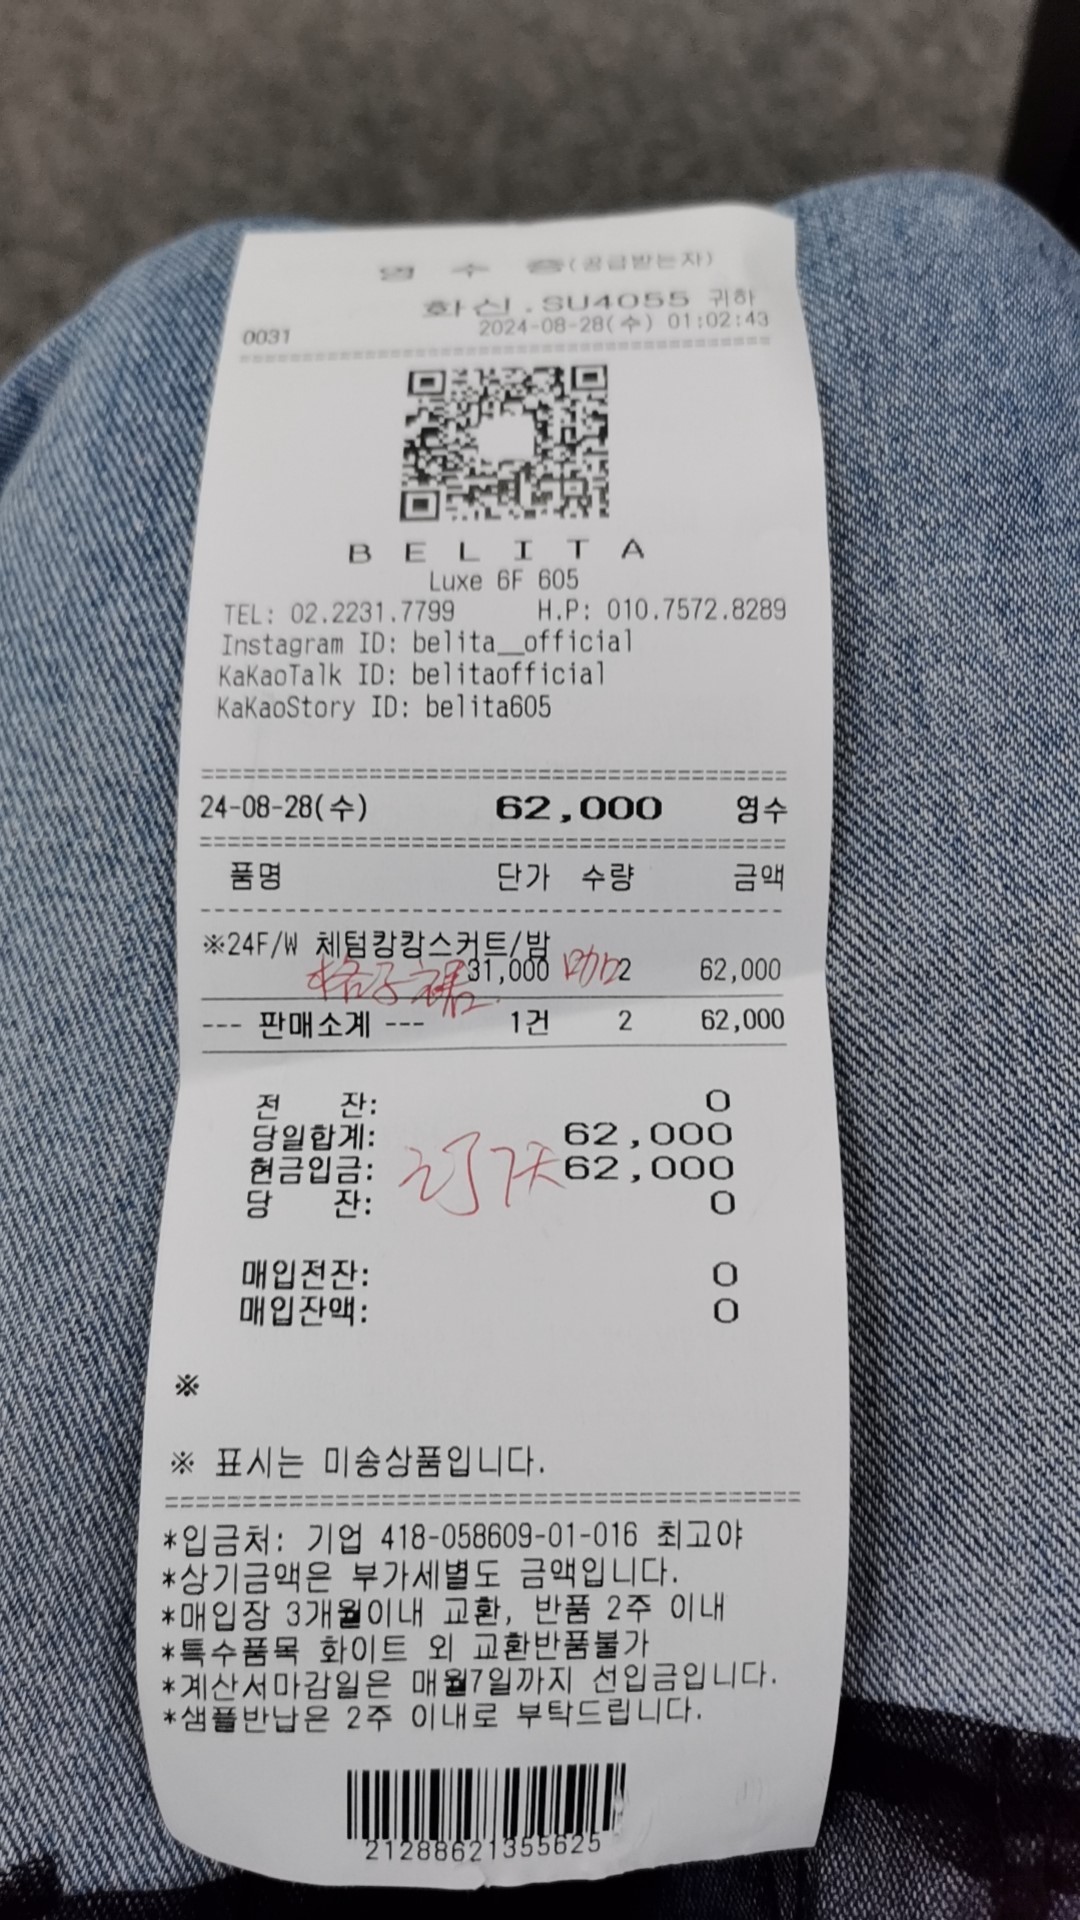 영 수 증(공급받는자)
화신.SU4055 귀하
0031 2024-08-28(수) 01:02:43
B E L I T A
Luxe 6F 605
TEL: 02.2231.7799 H.P: 010.7572.8289
Instagram ID: belita__official
KaKaoTalk ID: belitaofficial
KaKaoStory ID: belita605
24-08-28(수) 62,000 영수
품명 단가 수량 금액
※24F/W 체텀캉캉스커트/밤
格子裙 31,000 咖 2 62,000
--- 판매소계 --- 1건 2 62,000
전 잔: 0
당일합계: 62,000
현금입금: 订7天 62,000
당 잔: 0
매입전잔: 0
매입잔액: 0
※
※ 표시는 미송상품입니다.
*입금처: 기업 418-058609-01-016 최고야
*상기금액은 부가세별도 금액입니다.
*매입장 3개월이내 교환, 반품 2주 이내
*특수품목 화이트 외 교환반품불가
*계산서마감일은 매월7일까지 선입금입니다.
*샘플반납은 2주 이내로 부탁드립니다.
21288621355625